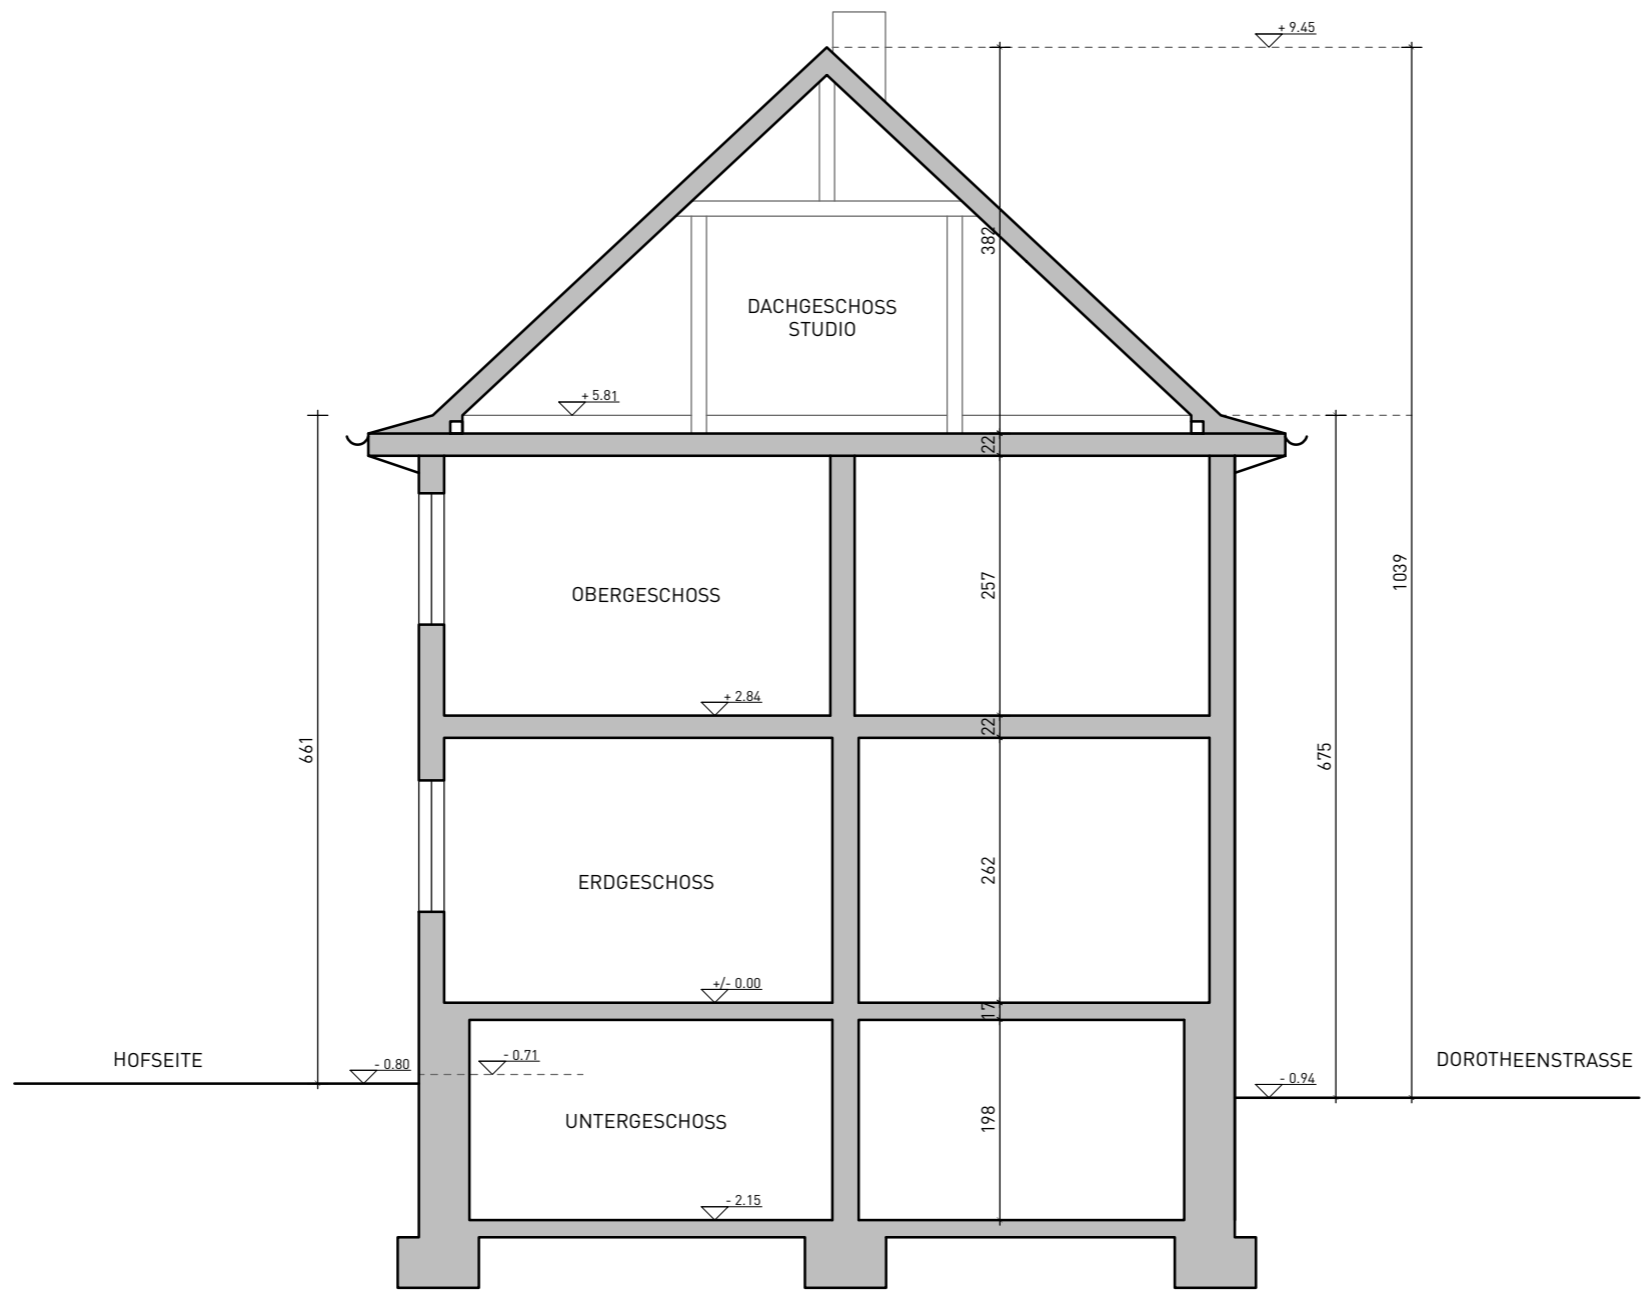 + 9.45
382
DACHGESCHOSS
STUDIO
+ 5.81
22
257
1039
OBERGESCHOSS
+ 2.84
22
661
675
262
ERDGESCHOSS
+/- 0.00
17
HOFSEITE
- 0.80
- 0.71
- 0.94
DOROTHEENSTRASSE
198
UNTERGESCHOSS
- 2.15